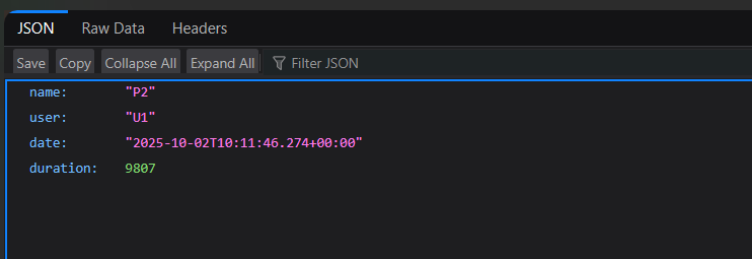 JSON Raw Data Headers
Save Copy Collapse All Expand All Filter JSON
name: "P2"
user: "U1"
date: "2025-10-02T10:11:46.274+00:00"
duration: 9807